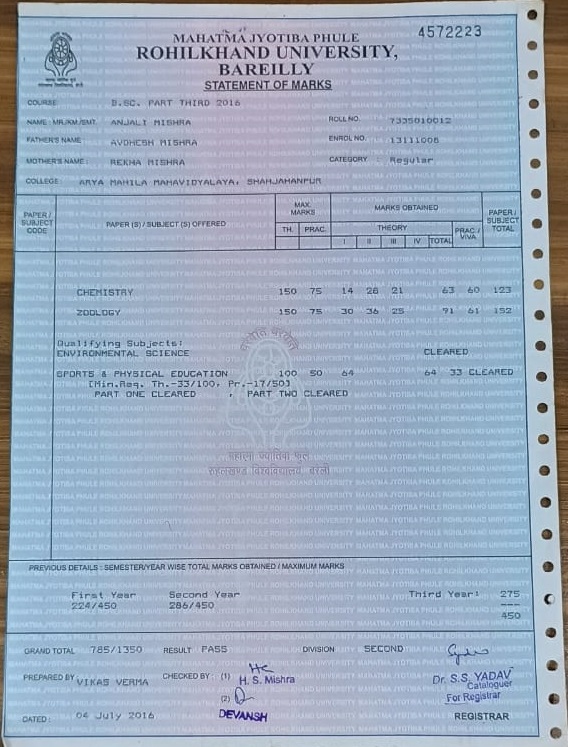 4572223
MAHATMA JYOTIBA PHULE
ROHILKHAND UNIVERSITY,
BAREILLY
STATEMENT OF MARKS
COURSE B.SC. PART THIRD 2016
NAME : MR./KM./SMT. ANJALI MISHRA ROLL NO. 7335010012
FATHER'S NAME AVDHESH MISHRA ENROL NO. 13111008
MOTHER'S NAME : REKHA MISHRA CATEGORY : Regular
COLLEGE ARYA MAHILA MAHAVIDYALAYA, SHAHJAHANPUR
PAPER / SUBJECT CODE PAPER (S) / SUBJECT (S) OFFERED MAX. MARKS MARKS OBTAINED PAPER / SUBJECT TOTAL
TH. PRAC. THEORY PRAC. / VIVA
I II III IV TOTAL
CHEMISTRY 150 75 14 28 21 63 60 123
ZOOLOGY 150 75 30 36 25 91 61 152
Qualifying Subjects:
ENVIRONMENTAL SCIENCE CLEARED
SPORTS & PHYSICAL EDUCATION 100 50 64 64 33 CLEARED
[Min.Req. Th.-33/100, Pr.-17/50]
PART ONE CLEARED , PART TWO CLEARED
महात्मा ज्योतिबा फुले
रुहेलखण्ड विश्वविद्यालय बरेली
PREVIOUS DETAILS : SEMESTER/YEAR WISE TOTAL MARKS OBTAINED / MAXIMUM MARKS
First Year Second Year Third Year: 275
224/450 286/450 ---
450
GRAND TOTAL 785/1350 RESULT PASS DIVISION SECOND
PREPARED BY VIKAS VERMA CHECKED BY : (1) H. S. Mishra Dr. S.S. YADAV
Cataloguer
(2) For Registrar
DATED : 04 July 2016 DEVANSH REGISTRAR